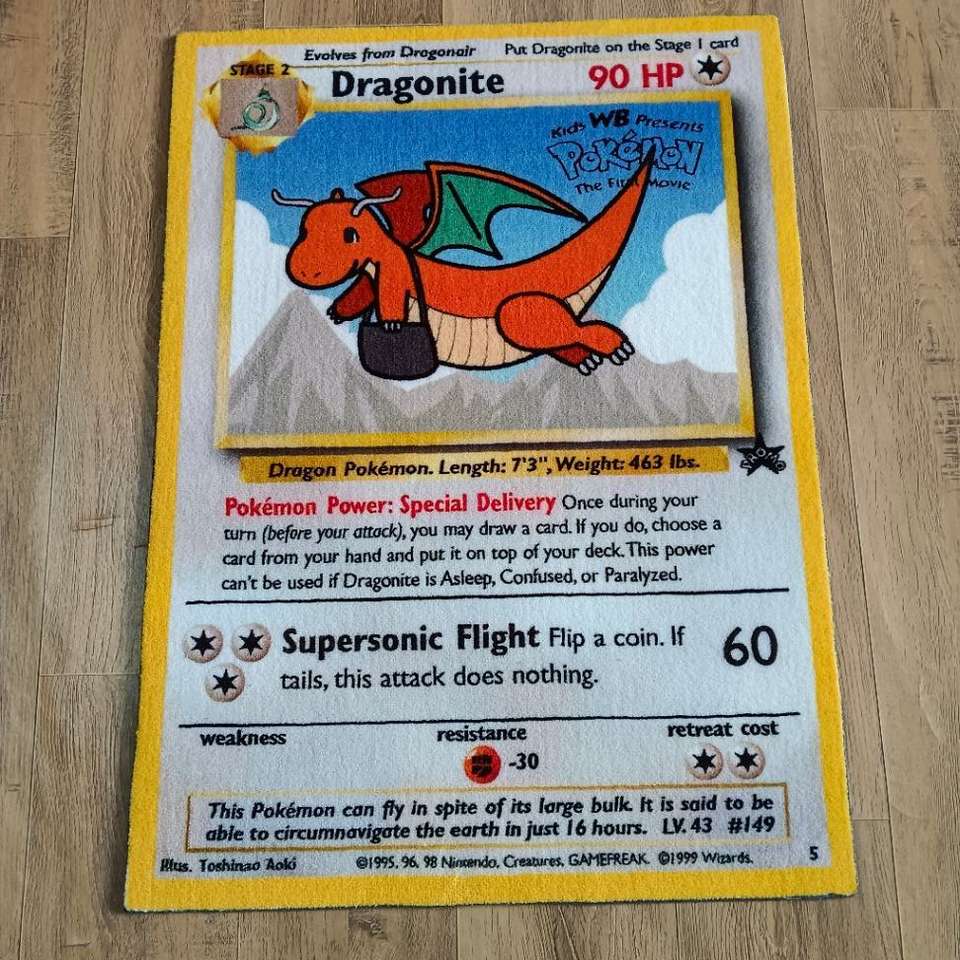 Evolves from Dragonair Put Dragonite on the Stage 1 card
STAGE 2
Dragonite 90 HP
Kids WB Presents
POKéMON
The First Movie
Dragon Pokémon. Length: 7'3", Weight: 463 lbs.
PROMO
Pokémon Power: Special Delivery Once during your
turn (before your attack), you may draw a card. If you do, choose a
card from your hand and put it on top of your deck. This power
can't be used if Dragonite is Asleep, Confused, or Paralyzed.
Supersonic Flight Flip a coin. If 60
tails, this attack does nothing.
weakness resistance retreat cost
-30
This Pokémon can fly in spite of its large bulk. It is said to be
able to circumnavigate the earth in just 16 hours. LV. 43 #149
Illus. Toshinao Aoki ©1995, 96, 98 Nintendo, Creatures, GAMEFREAK. ©1999 Wizards. 5